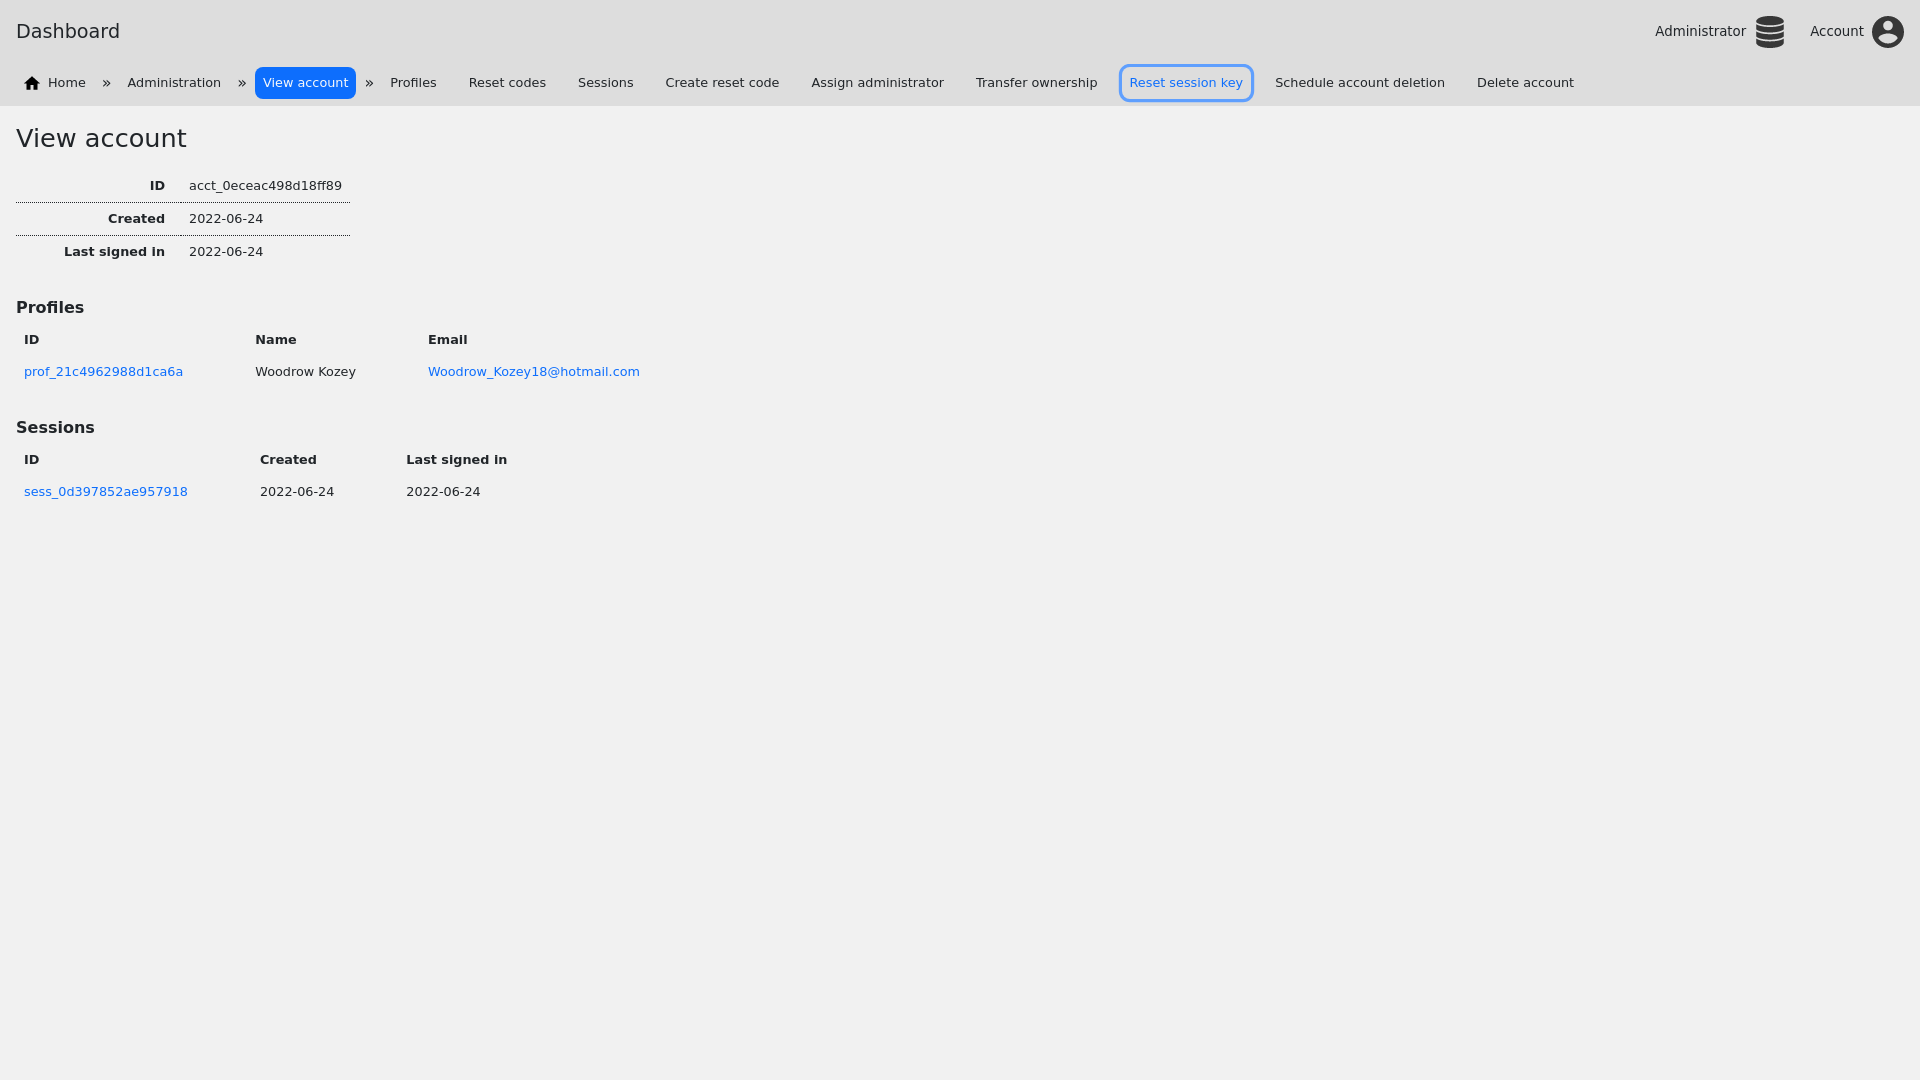 Dashboard
Administrator
Account
Home » Administration » View account » Profiles Reset codes Sessions Create reset code Assign administrator Transfer ownership Reset session key Schedule account deletion Delete account
View account
ID acct_0eceac498d18ff89
Created 2022-06-24
Last signed in 2022-06-24
Profiles
ID Name Email
prof_21c4962988d1ca6a Woodrow Kozey Woodrow_Kozey18@hotmail.com
Sessions
ID Created Last signed in
sess_0d397852ae957918 2022-06-24 2022-06-24